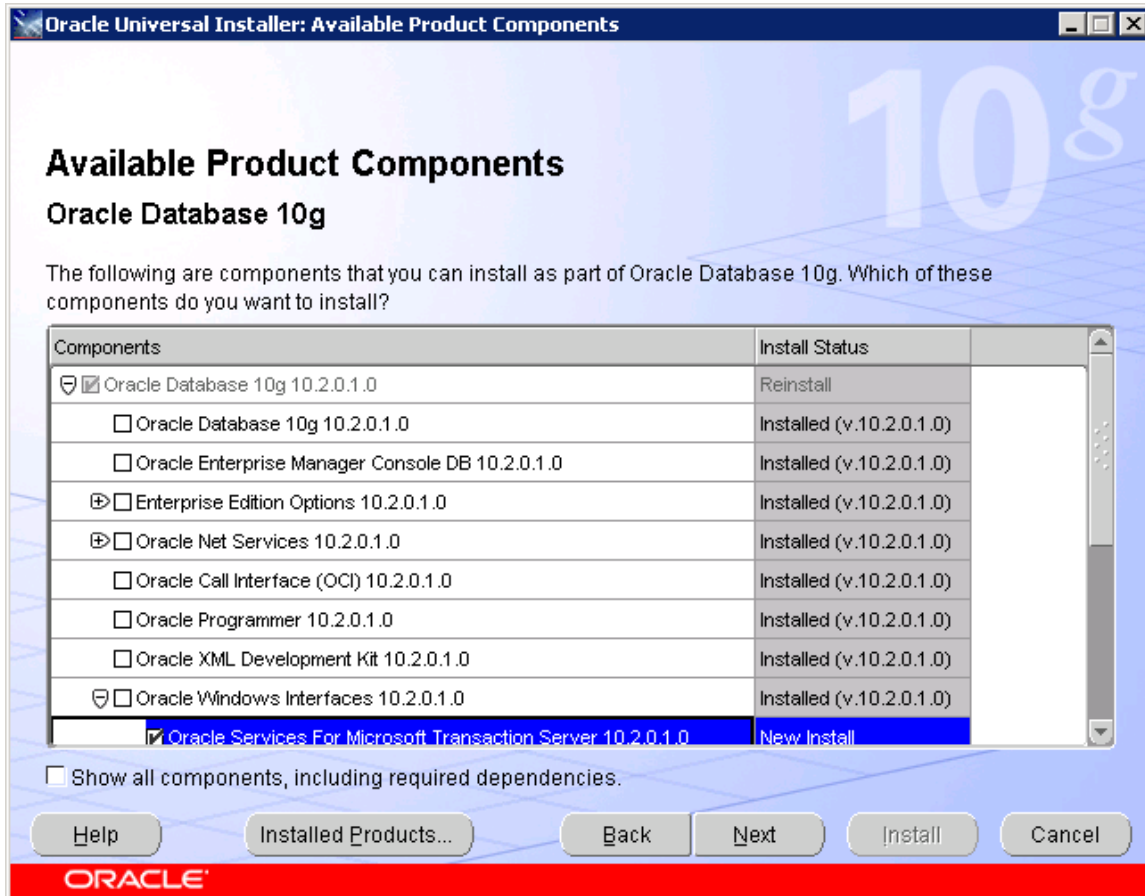 Oracle Universal Installer: Available Product Components
10g
Available Product Components
Oracle Database 10g
The following are components that you can install as part of Oracle Database 10g. Which of these
components do you want to install?
Components Install Status
Oracle Database 10g 10.2.0.1.0 Reinstall
Oracle Database 10g 10.2.0.1.0 Installed (v.10.2.0.1.0)
Oracle Enterprise Manager Console DB 10.2.0.1.0 Installed (v.10.2.0.1.0)
Enterprise Edition Options 10.2.0.1.0 Installed (v.10.2.0.1.0)
Oracle Net Services 10.2.0.1.0 Installed (v.10.2.0.1.0)
Oracle Call Interface (OCI) 10.2.0.1.0 Installed (v.10.2.0.1.0)
Oracle Programmer 10.2.0.1.0 Installed (v.10.2.0.1.0)
Oracle XML Development Kit 10.2.0.1.0 Installed (v.10.2.0.1.0)
Oracle Windows Interfaces 10.2.0.1.0 Installed (v.10.2.0.1.0)
Oracle Services For Microsoft Transaction Server 10.2.0.1.0 New Install
Show all components, including required dependencies.
Help Installed Products... Back Next Install Cancel
ORACLE